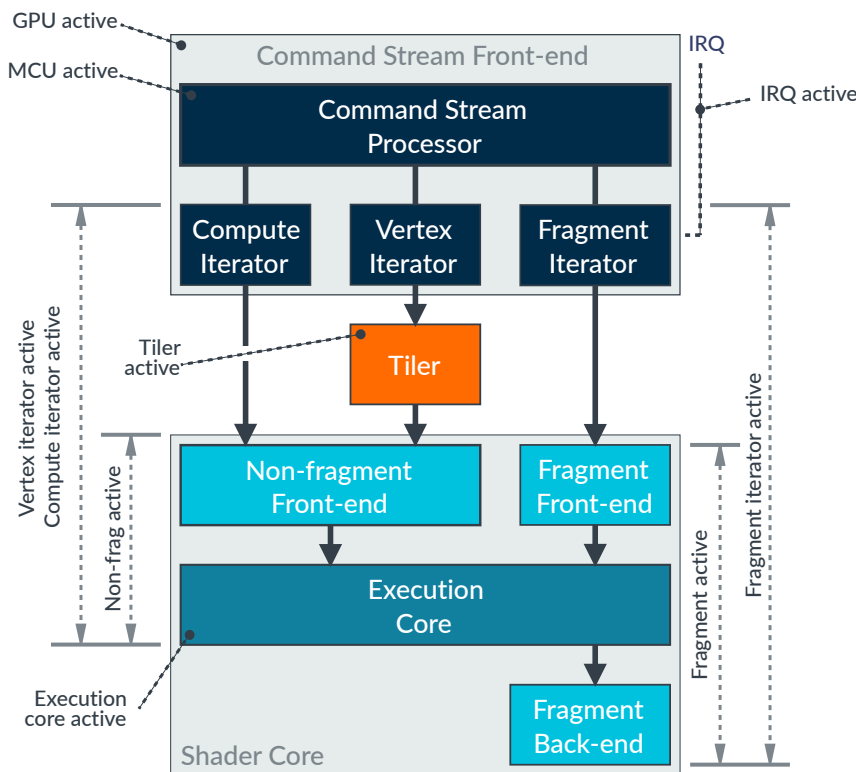 GPU active
IRQ
Command Stream Front-end
MCU active
IRQ active
Command Stream
Processor
Compute
Iterator
Vertex
Iterator
Fragment
Iterator
Tiler
active
Tiler
Vertex iterator active
Compute iterator active
Non-frag active
Non-fragment
Front-end
Fragment
Front-end
Fragment active
Fragment iterator active
Execution
Core
Execution
core active
Fragment
Back-end
Shader Core